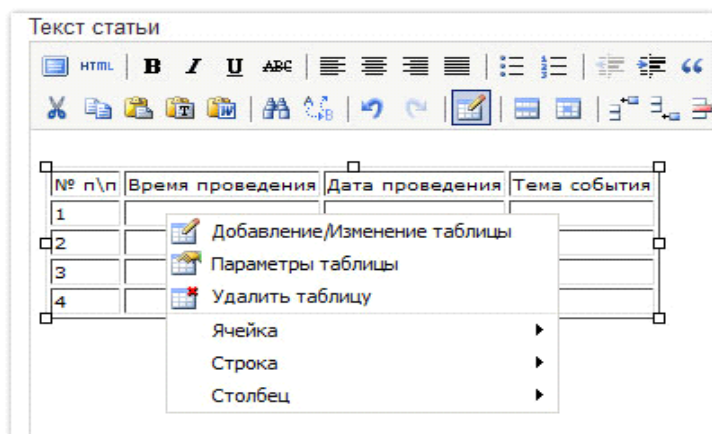 Текст статьи
HTML B I U ABC
T W A B
№ п\п Время проведения Дата проведения Тема события
1
2
3
4
Добавление/Изменение таблицы
Параметры таблицы
Удалить таблицу
Ячейка
Строка
Столбец